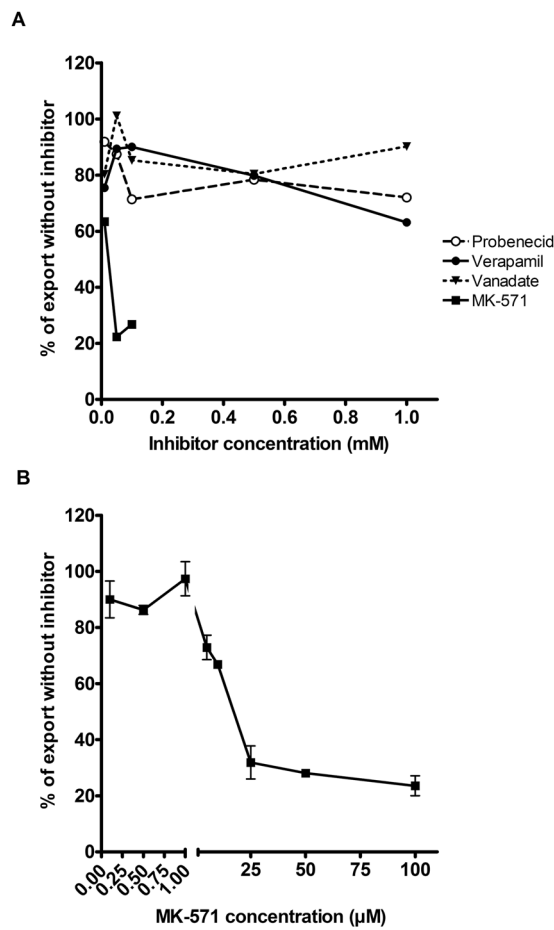 A
% of export without inhibitor
120
100
80
60
40
20
0
0.0 0.2 0.4 0.6 0.8 1.0
Inhibitor concentration (mM)
Probenecid
Verapamil
Vanadate
MK-571
B
% of export without inhibitor
120
100
80
60
40
20
0
0.00 0.25 0.50 0.75 1.00 25 50 75 100
MK-571 concentration (µM)